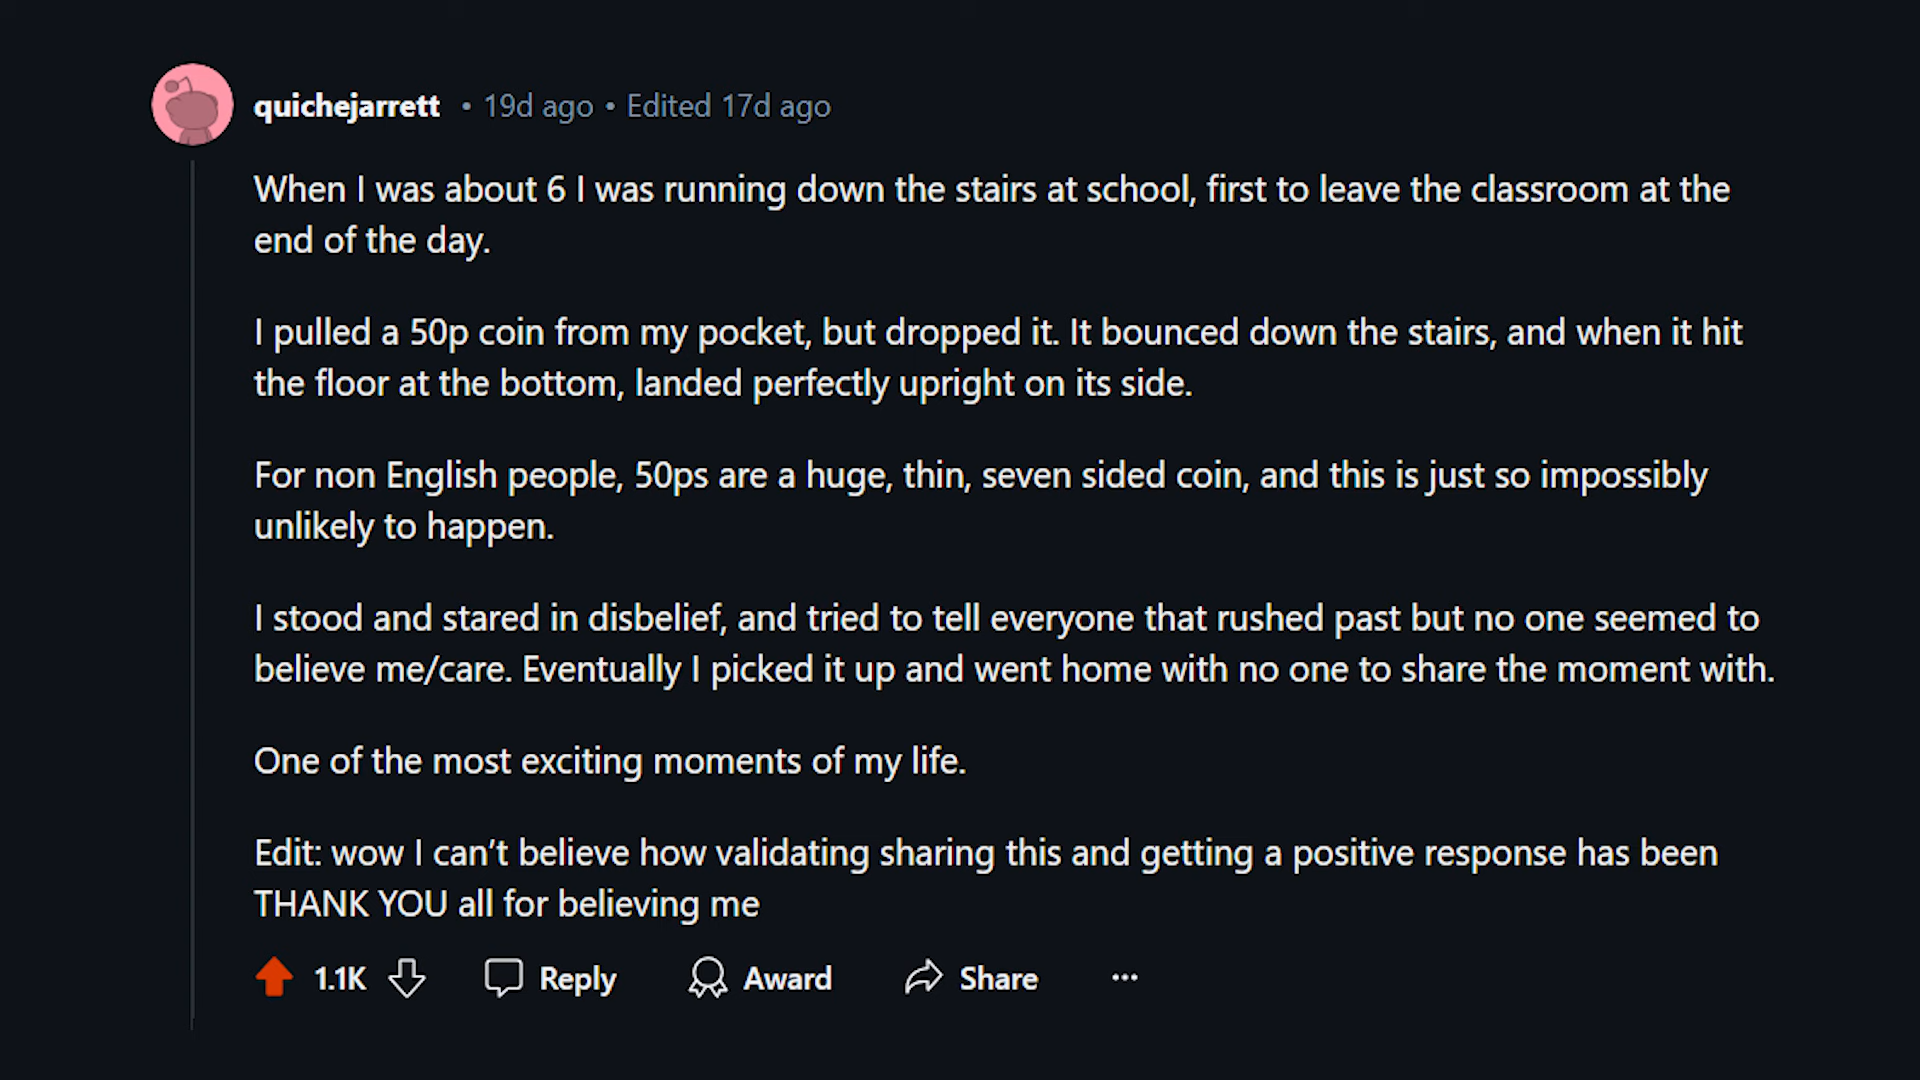 quichejarrett • 19d ago • Edited 17d ago
When I was about 6 I was running down the stairs at school, first to leave the classroom at the
end of the day.
I pulled a 50p coin from my pocket, but dropped it. It bounced down the stairs, and when it hit
the floor at the bottom, landed perfectly upright on its side.
For non English people, 50ps are a huge, thin, seven sided coin, and this is just so impossibly
unlikely to happen.
I stood and stared in disbelief, and tried to tell everyone that rushed past but no one seemed to
believe me/care. Eventually I picked it up and went home with no one to share the moment with.
One of the most exciting moments of my life.
Edit: wow I can’t believe how validating sharing this and getting a positive response has been
THANK YOU all for believing me
1.1K Reply Award Share ...